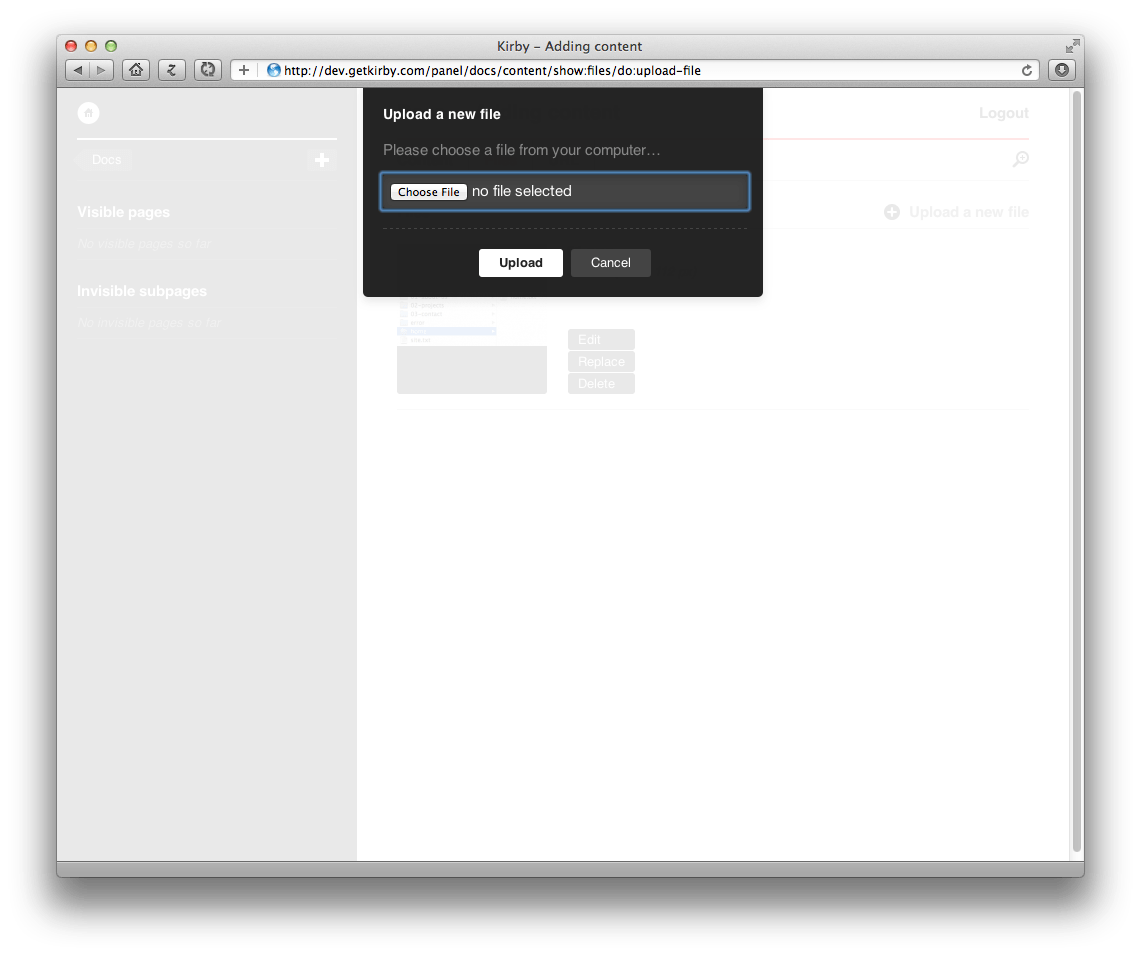 Kirby – Adding content
http://dev.getkirby.com/panel/docs/content/show:files/do:upload-file
Upload a new file
Logout
Please choose a file from your computer…
Docs
Choose File no file selected
Visible pages
Upload a new file
No visible pages so far
Upload Cancel
Invisible subpages
No invisible pages so far
Edit
Replace
Delete